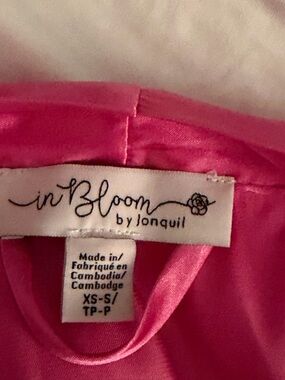 in Bloom
by Jonquil
Made in/
Fabriqué en
Cambodia/
Cambodge
XS-S/
TP-P